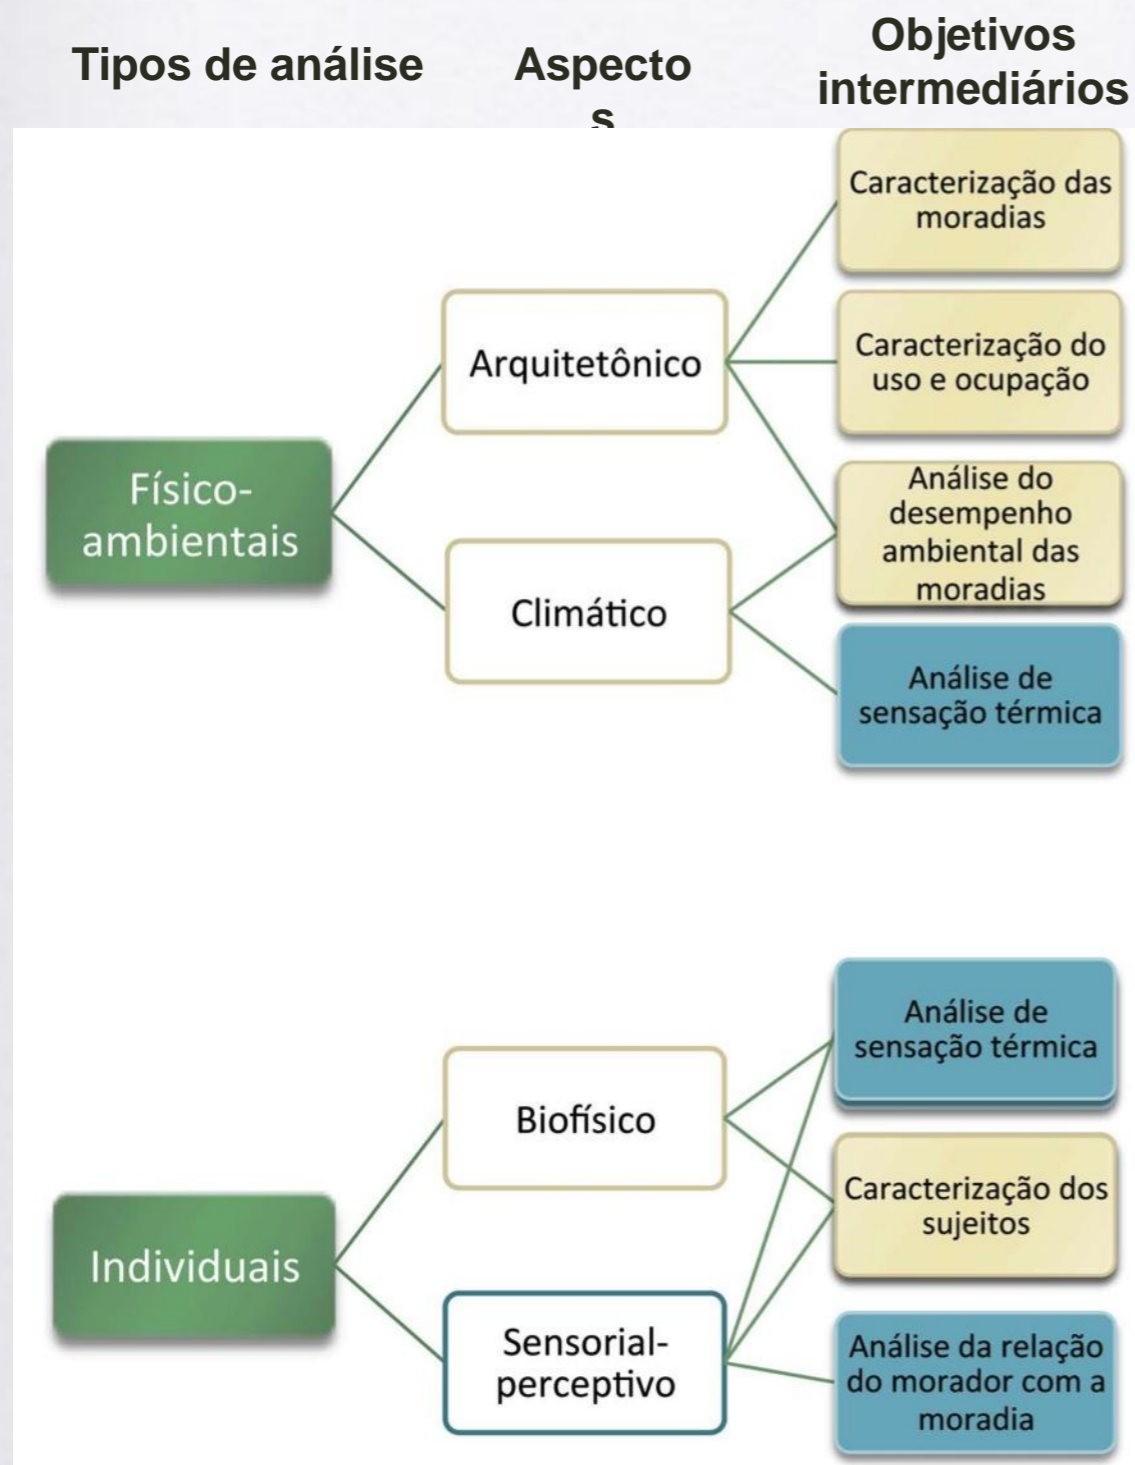 Tipos de análise
Aspecto
s
Objetivos
intermediários
Físico-
ambientais
Arquitetônico
Climático
Caracterização das
moradias
Caracterização do
uso e ocupação
Análise do
desempenho
ambiental das
moradias
Análise de
sensação térmica
Individuais
Biofísico
Sensorial-
perceptivo
Análise de
sensação térmica
Caracterização dos
sujeitos
Análise da relação
do morador com a
moradia